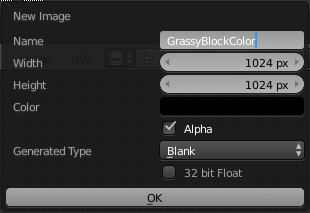 New Image
Name GrassyBlockColor
Width 1024 px
Height 1024 px
Color
Alpha
Generated Type Blank
32 bit Float
OK